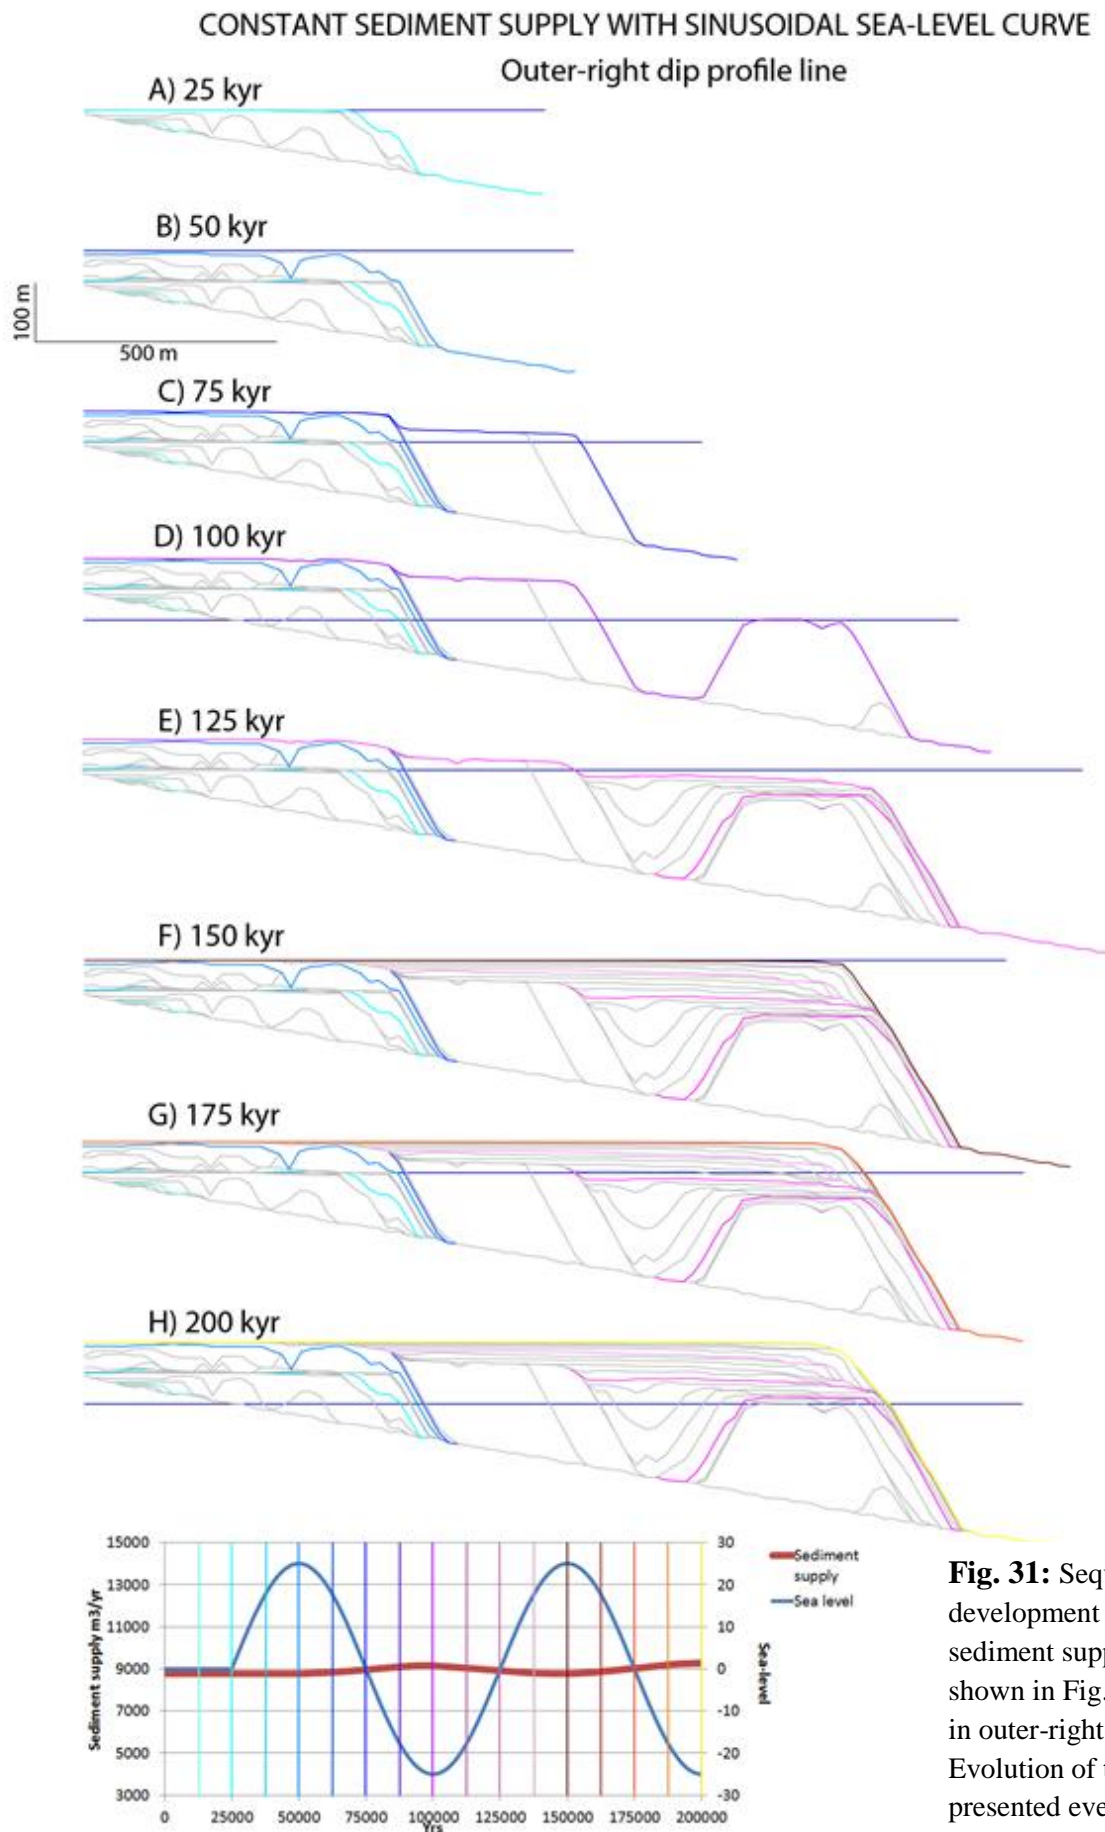 CONSTANT SEDIMENT SUPPLY WITH SINUSOIDAL SEA-LEVEL CURVE
Outer-right dip profile line
A) 25 kyr
B) 50 kyr
100 m
500 m
C) 75 kyr
D) 100 kyr
E) 125 kyr
F) 150 kyr
G) 175 kyr
H) 200 kyr
Sediment supply m3/yr
15000
13000
11000
9000
7000
5000
3000
0
25000
50000
75000
100000
125000
150000
175000
200000
Yrs
30
20
10
0
-10
-20
-30
Sea-level
Sediment
supply
Sea level
Fig. 31: Sequ
development
sediment supp
shown in Fig.
in outer-right
Evolution of t
presented eve